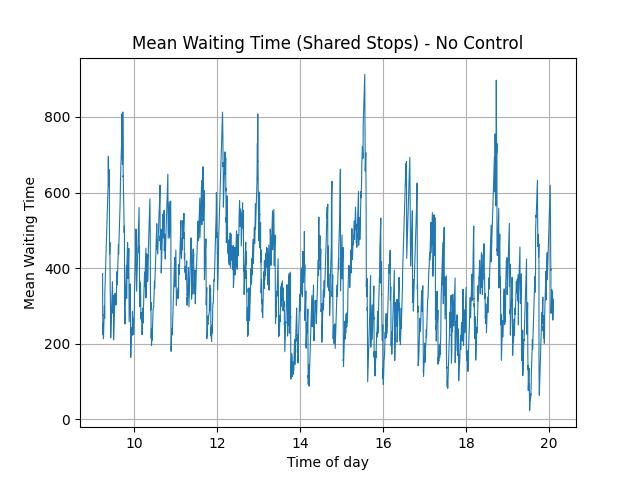 Mean Waiting Time (Shared Stops) - No Control
Mean Waiting Time
800
600
400
200
0
10 12 14 16 18 20
Time of day